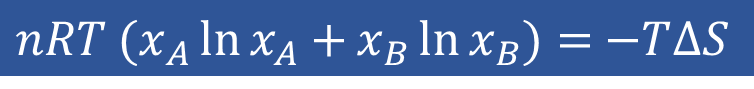 nRT (x_A ln x_A + x_B ln x_B) = −TΔS